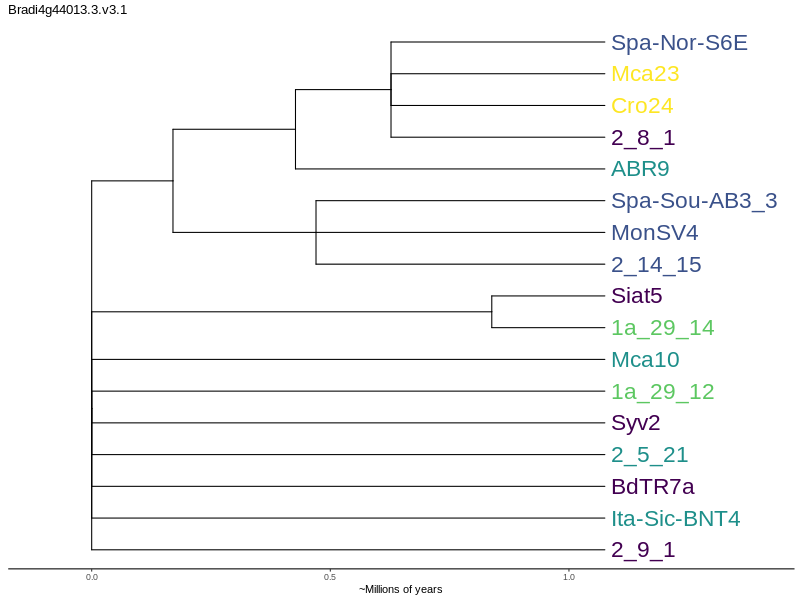 Bradi4g44013.3.v3.1
Spa-Nor-S6E
Mca23
Cro24
2_8_1
ABR9
Spa-Sou-AB3_3
MonSV4
2_14_15
Siat5
1a_29_14
Mca10
1a_29_12
Syv2
2_5_21
BdTR7a
Ita-Sic-BNT4
2_9_1
0.0 0.5 1.0
~Millions of years